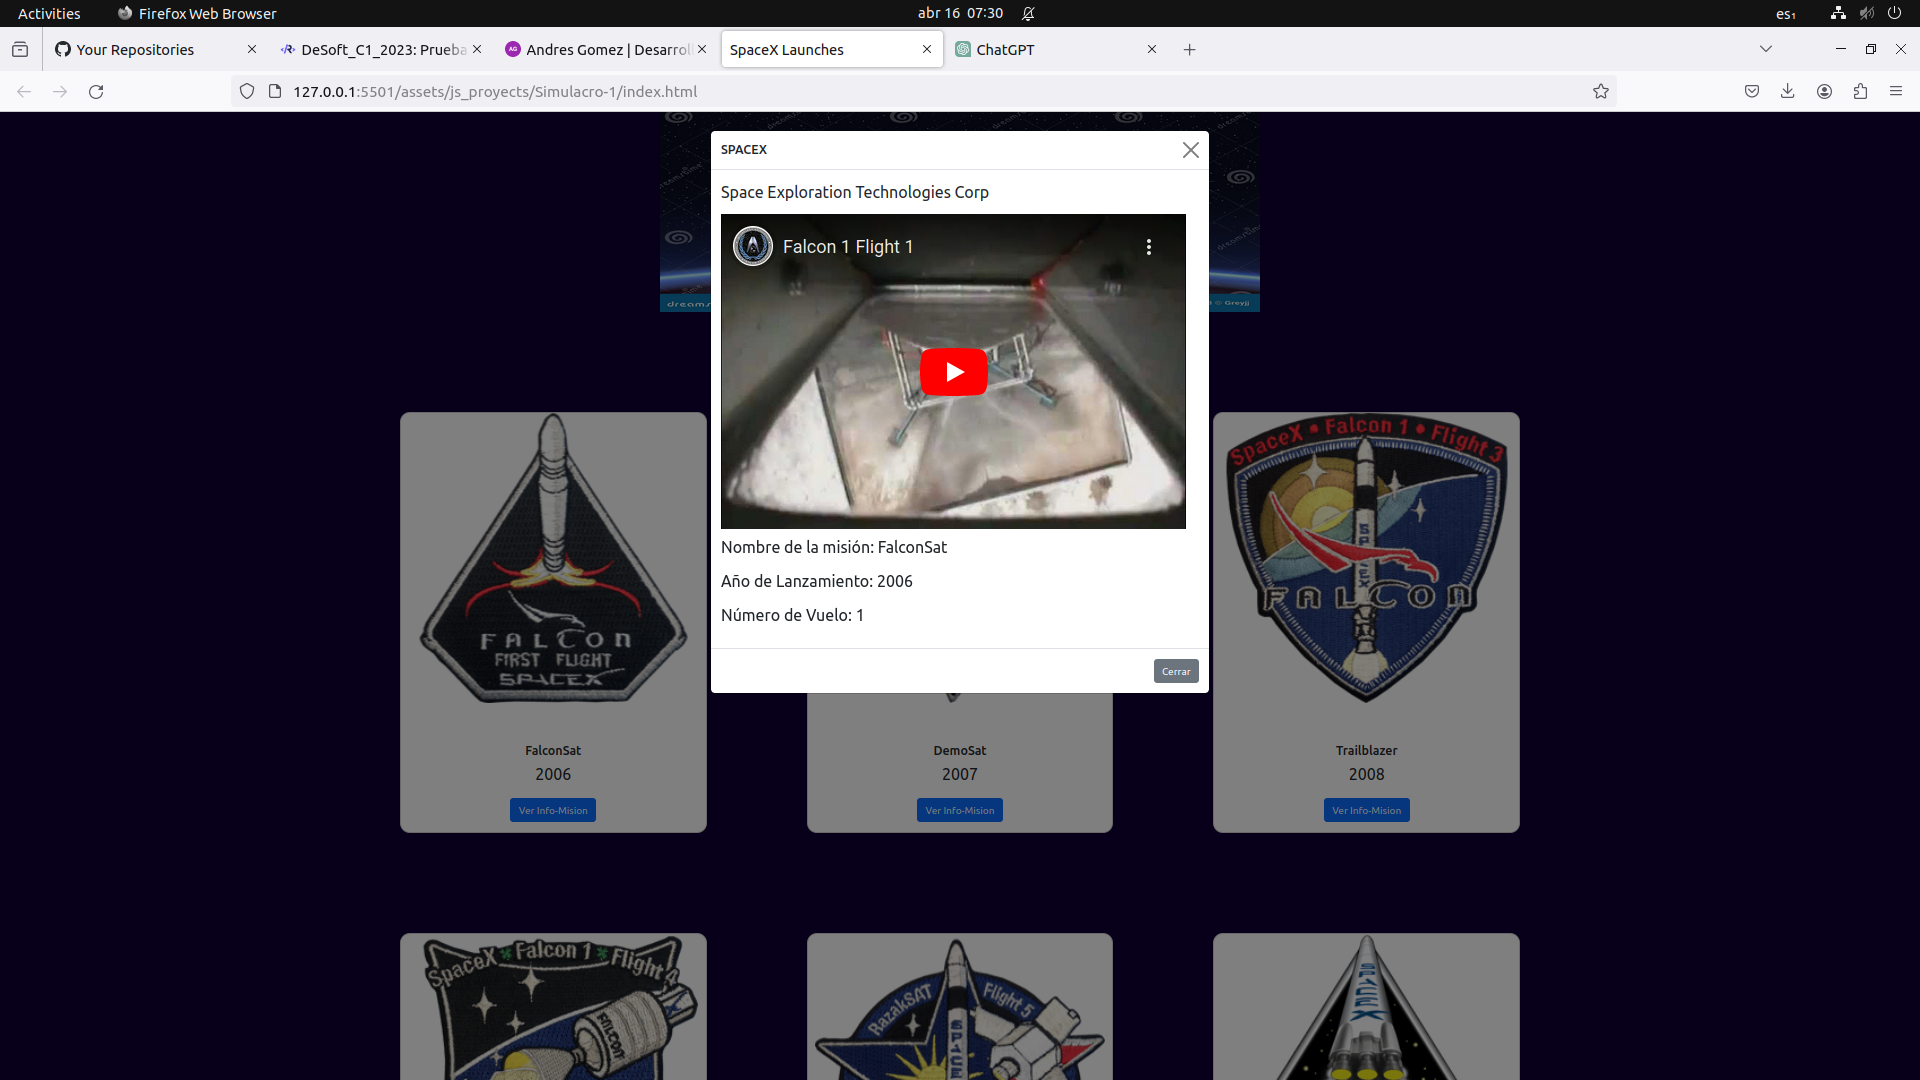 Activities
Firefox Web Browser
abr 16 07:30
es₁
Your Repositories
DeSoft_C1_2023: Prueba
Andres Gomez | Desarrol
SpaceX Launches
ChatGPT
127.0.0.1:5501/assets/js_proyects/Simulacro-1/index.html
SPACEX
Space Exploration Technologies Corp
Falcon 1 Flight 1
Nombre de la misión: FalconSat
Año de Lanzamiento: 2006
Número de Vuelo: 1
Cerrar
FALCON
FIRST FLIGHT
SPACEX
SpaceX • Falcon 1 • Flight 3
SPACEX
FALCON
FalconSat
2006
Ver Info-Mision
DemoSat
2007
Ver Info-Mision
Trailblazer
2008
Ver Info-Mision
SpaceX Falcon 1 Flight 4
FALCON
RazakSAT Flight 5
SPACE
SPACEX